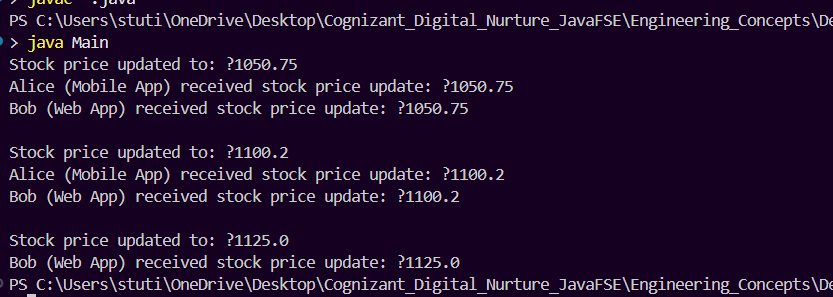 > javac *.java
PS C:\Users\stuti\OneDrive\Desktop\Cognizant_Digital_Nurture_JavaFSE\Engineering_Concepts\De
> java Main
Stock price updated to: ?1050.75
Alice (Mobile App) received stock price update: ?1050.75
Bob (Web App) received stock price update: ?1050.75
Stock price updated to: ?1100.2
Alice (Mobile App) received stock price update: ?1100.2
Bob (Web App) received stock price update: ?1100.2
Stock price updated to: ?1125.0
Bob (Web App) received stock price update: ?1125.0
PS C:\Users\stuti\OneDrive\Desktop\Cognizant_Digital_Nurture_JavaFSE\Engineering_Concepts\De